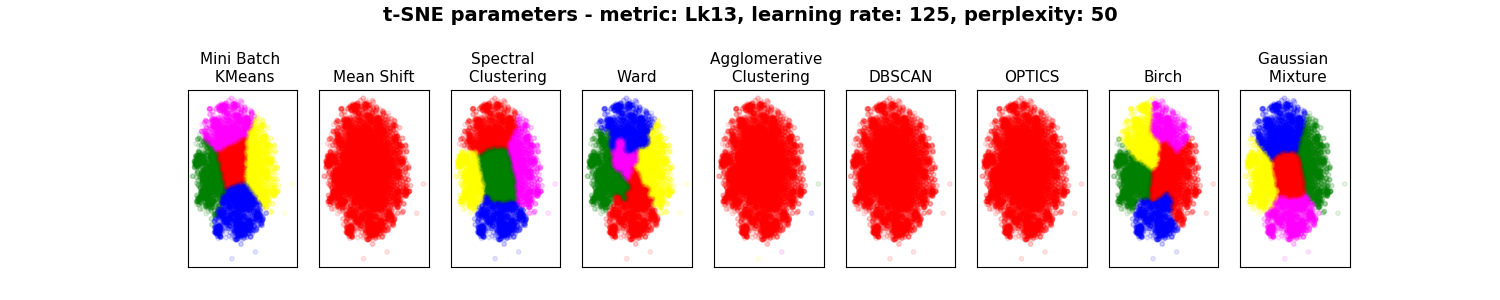 t-SNE parameters - metric: Lk13, learning rate: 125, perplexity: 50
Mini Batch
KMeans
Mean Shift
Spectral
Clustering
Ward
Agglomerative
Clustering
DBSCAN
OPTICS
Birch
Gaussian
Mixture